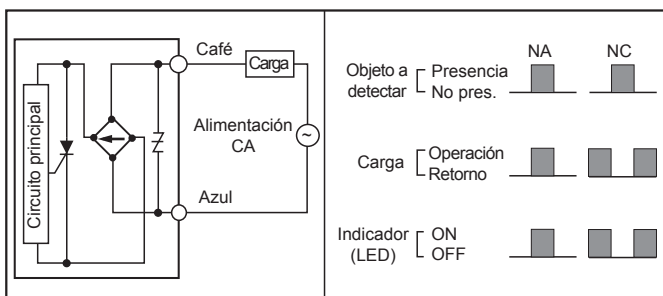 Circuito principal
Café
Carga
Alimentación
CA
~
Azul
NA NC
Objeto a
detectar
Presencia
No pres.
Carga
Operación
Retorno
Indicador
(LED)
ON
OFF